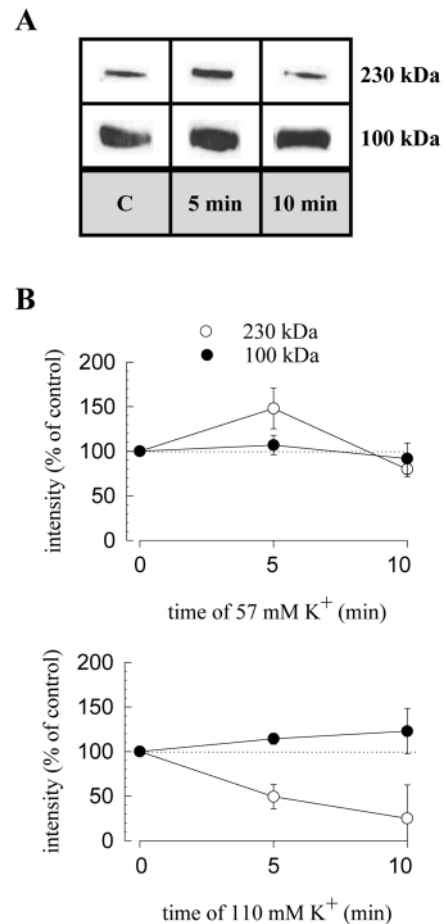 A
230 kDa
100 kDa
C 5 min 10 min
B
230 kDa
100 kDa
intensity (% of control)
200
150
100
50
0
0 5 10
time of 57 mM K⁺ (min)
intensity (% of control)
200
150
100
50
0
0 5 10
time of 110 mM K⁺ (min)